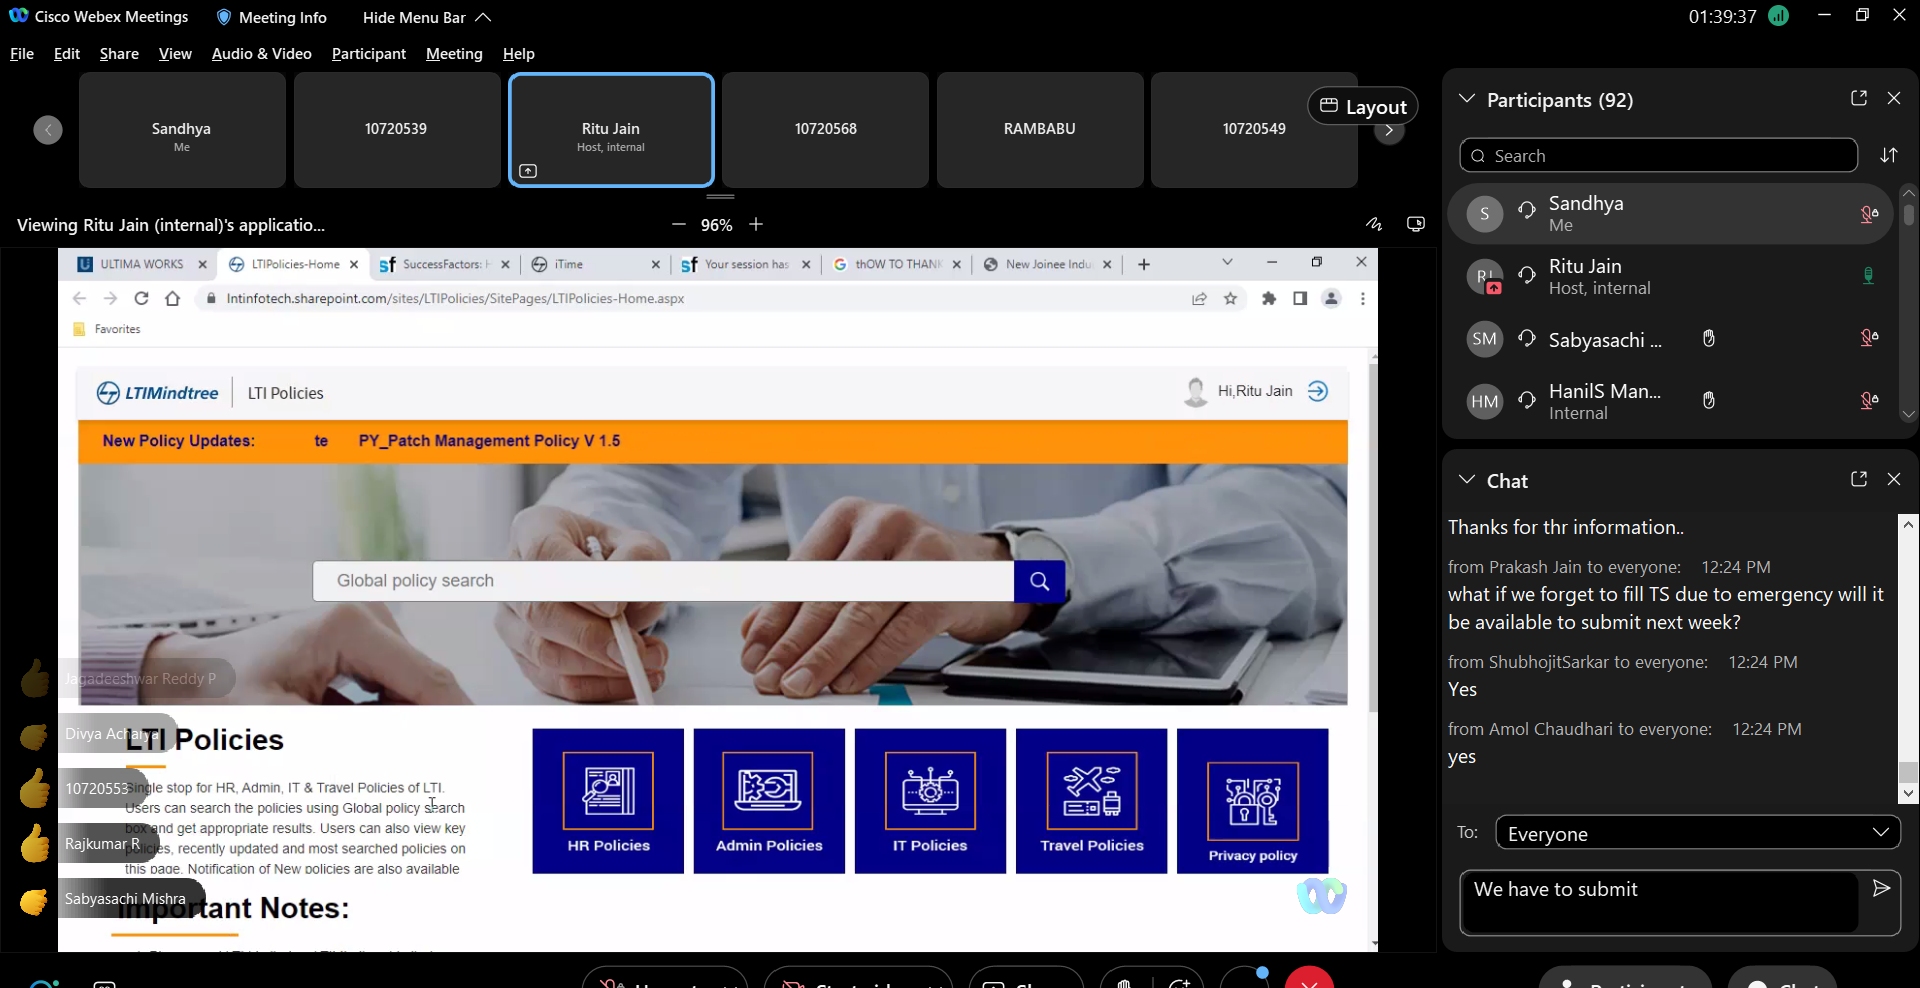 Cisco Webex Meetings
Meeting Info
Hide Menu Bar
01:39:37
File Edit Share View Audio & Video Participant Meeting Help
Sandhya
Me
10720539
Ritu Jain
Host, internal
10720568
RAMBABU
10720549
Layout
Viewing Ritu Jain (internal)'s applicatio...
96%
ULTIMA WORKS
LTIPolicies-Home
SuccessFactors: H
iTime
Your session has
thOW TO THANK
New Joinee Indu
lntinfotech.sharepoint.com/sites/LTIPolicies/SitePages/LTIPolicies-Home.aspx
Favorites
LTIMindtree
LTI Policies
Hi,Ritu Jain
New Policy Updates: te PY_Patch Management Policy V 1.5
Global policy search
Jagadeeshwar Reddy P
Divya Acharya
10720553
Rajkumar R
Sabyasachi Mishra
LTI Policies
Single stop for HR, Admin, IT & Travel Policies of LTI.
Users can search the policies using Global policy search
box and get appropriate results. Users can also view key
policies, recently updated and most searched policies on
this page. Notification of New policies are also available
Important Notes:
HR Policies
Admin Policies
IT Policies
Travel Policies
Privacy policy
Participants (92)
Search
S
Sandhya
Me
RJ
Ritu Jain
Host, internal
SM
Sabyasachi ...
HM
HanilS Man...
Internal
Chat
Thanks for thr information..
from Prakash Jain to everyone: 12:24 PM
what if we forget to fill TS due to emergency will it
be available to submit next week?
from ShubhojitSarkar to everyone: 12:24 PM
Yes
from Amol Chaudhari to everyone: 12:24 PM
yes
To: Everyone
We have to submit